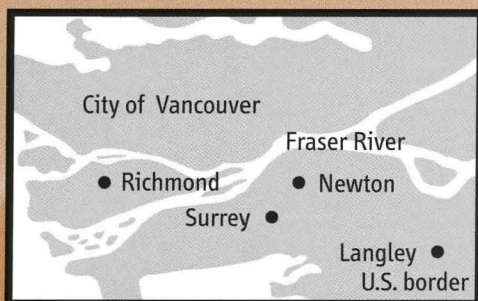 City of Vancouver
Fraser River
Richmond
Newton
Surrey
Langley
U.S. border